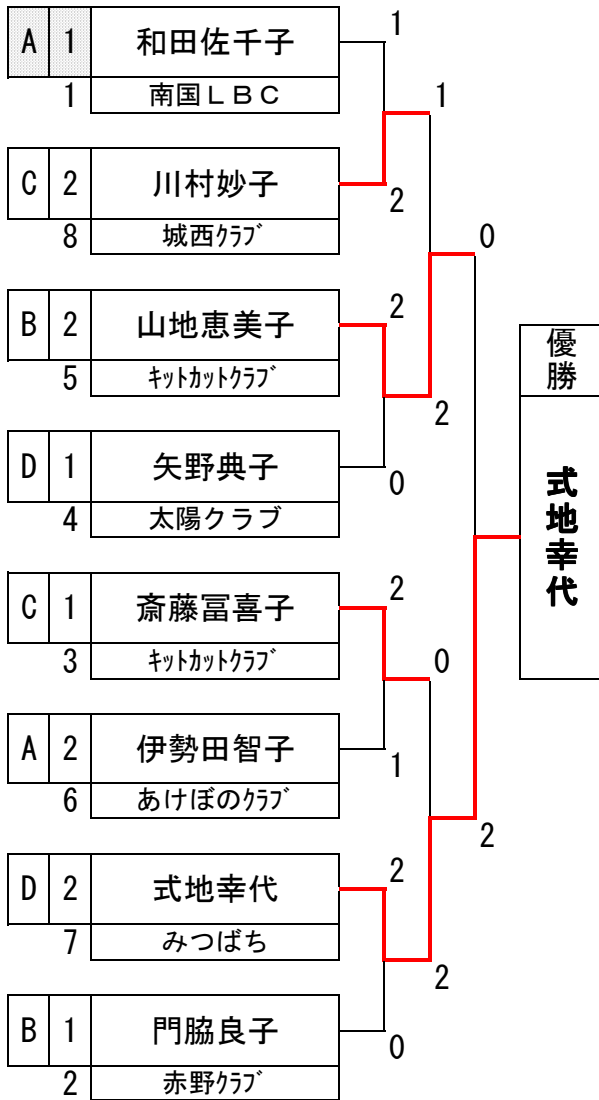 A 1 和田佐千子 1
1 南国ＬＢＣ 1
C 2 川村妙子 2
8 城西ｸﾗﾌﾞ 0
B 2 山地恵美子 2
5 ｷｯﾄｶｯﾄｸﾗﾌﾞ 2
D 1 矢野典子 0
4 太陽クラブ
優勝
式地幸代
C 1 斎藤冨喜子 2
3 ｷｯﾄｶｯﾄｸﾗﾌﾞ 0
A 2 伊勢田智子 1
6 あけぼのｸﾗﾌﾞ 2
D 2 式地幸代 2
7 みつばち 2
B 1 門脇良子 0
2 赤野ｸﾗﾌﾞ